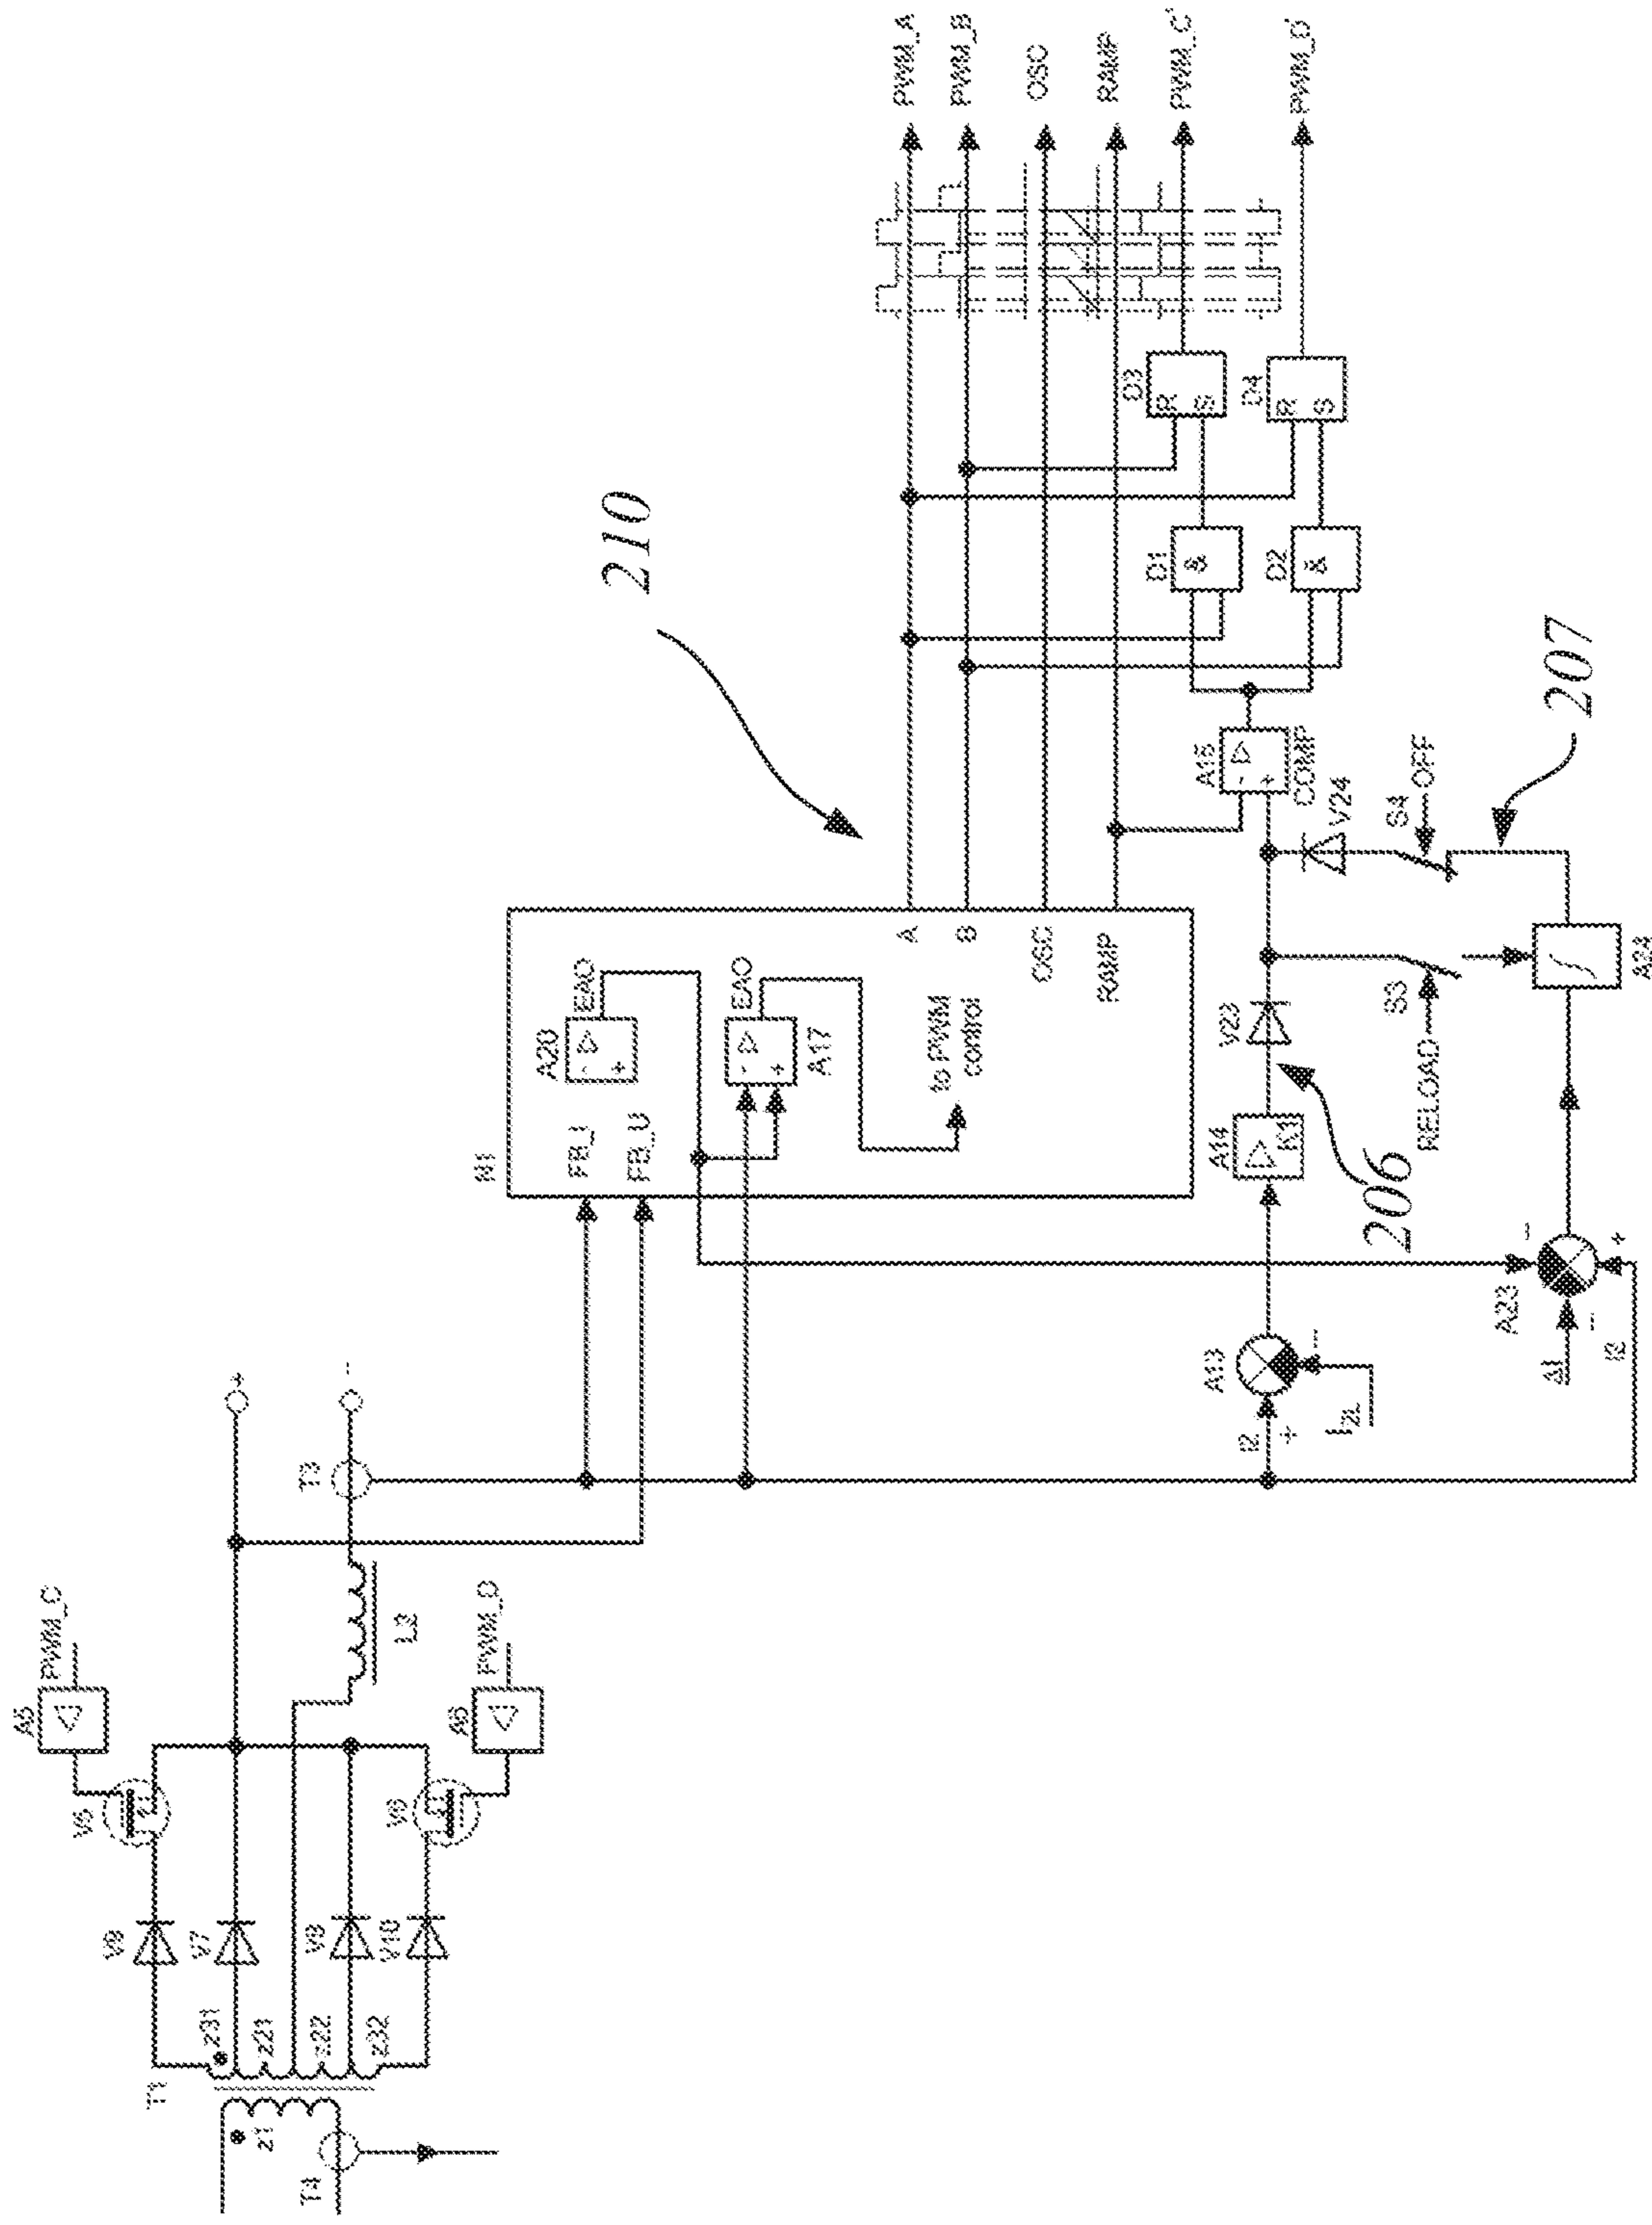 PWM_A
PWM_B
OSC
RAMP
PWM_C'
PWM_D'
210
D3
R
S
D4
R
S
D1
&
D2
&
A15
-
+
COMP
207
V24
S4
OFF
N1
A
B
OSC
RAMP
A20
-
+
EAO
A17
-
+
EAO
FB_I
FB_U
to PWM
control
V23
S3
RELOAD
A24
A14
K1
206
A13
I2
+
I2L
−
A23
ΔI
−
−
+
I2
+
-
T3
L3
A5
PWM_C
A6
PWM_D
V5
V6
V9
V7
V8
V10
T1
z31
z21
z22
z32
z1
T4